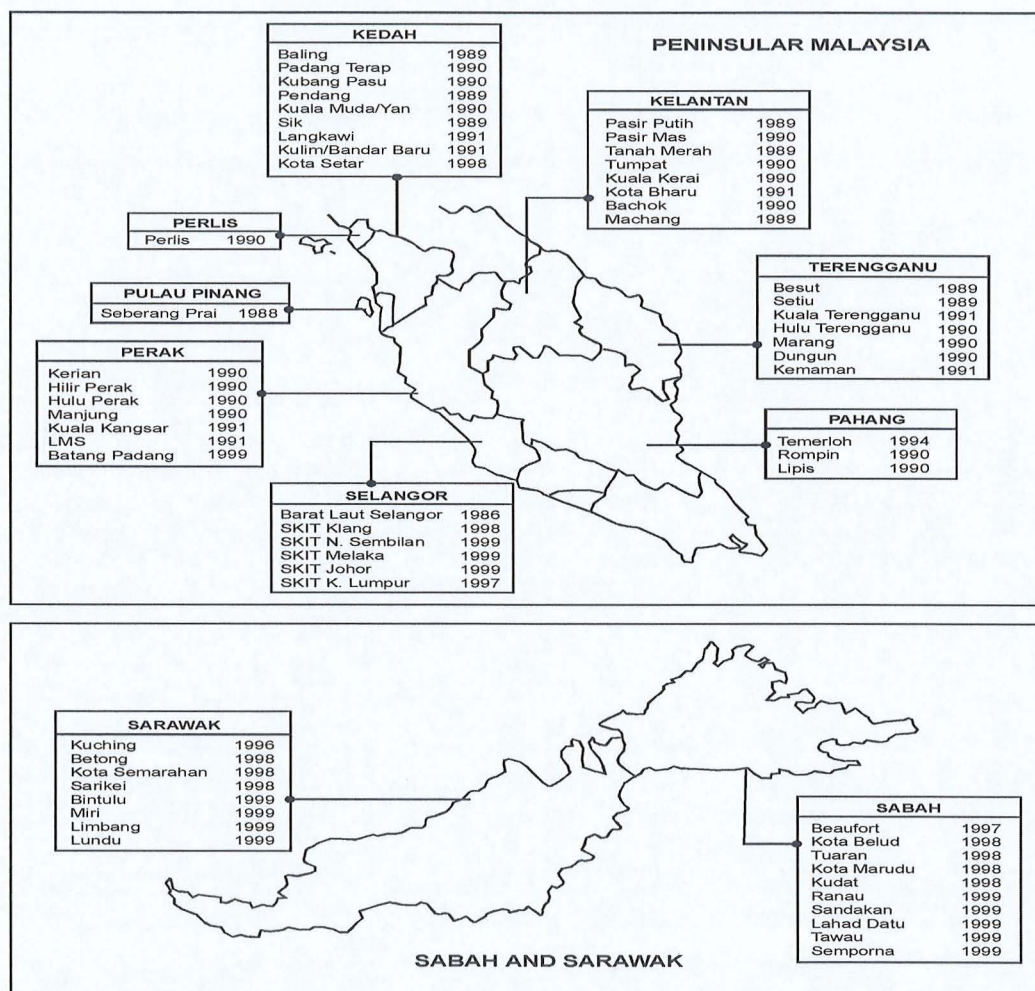 PENINSULAR MALAYSIA
KEDAH
Baling 1989
Padang Terap 1990
Kubang Pasu 1990
Pendang 1989
Kuala Muda/Yan 1990
Sik 1989
Langkawi 1991
Kulim/Bandar Baru 1991
Kota Setar 1998
KELANTAN
Pasir Putih 1989
Pasir Mas 1990
Tanah Merah 1989
Tumpat 1990
Kuala Kerai 1990
Kota Bharu 1991
Bachok 1990
Machang 1989
PERLIS
Perlis 1990
TERENGGANU
Besut 1989
Setiu 1989
Kuala Terengganu 1991
Hulu Terengganu 1990
Marang 1990
Dungun 1990
Kemaman 1991
PULAU PINANG
Seberang Prai 1988
PERAK
Kerian 1990
Hilir Perak 1990
Hulu Perak 1990
Manjung 1990
Kuala Kangsar 1991
LMS 1991
Batang Padang 1999
PAHANG
Temerloh 1994
Rompin 1990
Lipis 1990
SELANGOR
Barat Laut Selangor 1986
SKIT Klang 1998
SKIT N. Sembilan 1999
SKIT Melaka 1999
SKIT Johor 1999
SKIT K. Lumpur 1997
SARAWAK
Kuching 1996
Betong 1998
Kota Semarahan 1998
Sarikei 1998
Bintulu 1999
Miri 1999
Limbang 1999
Lundu 1999
SABAH
Beaufort 1997
Kota Belud 1998
Tuaran 1998
Kota Marudu 1998
Kudat 1998
Ranau 1999
Sandakan 1999
Lahad Datu 1999
Tawau 1999
Semporna 1999
SABAH AND SARAWAK